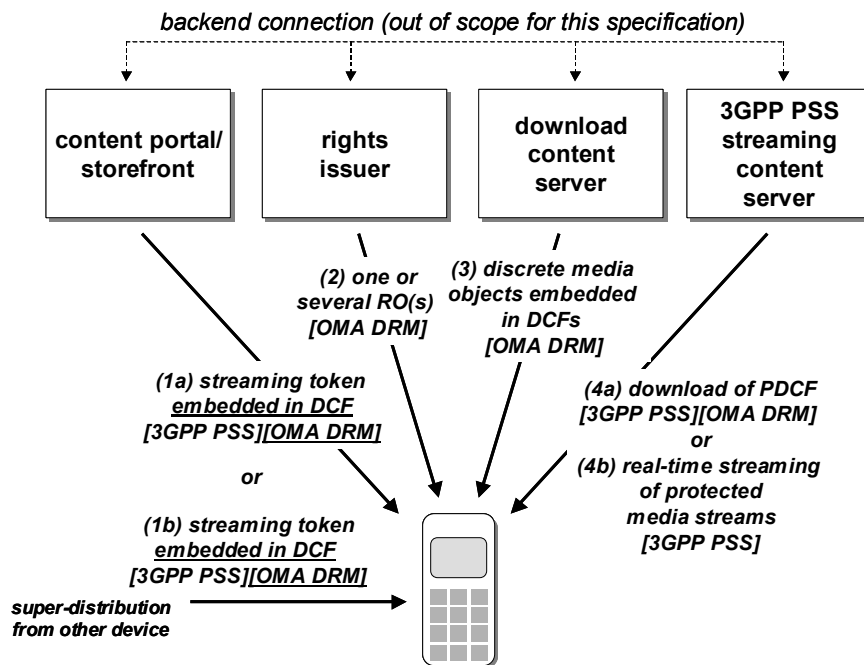 backend connection (out of scope for this specification)
content portal/
storefront
rights
issuer
download
content
server
3GPP PSS
streaming
content
server
(2) one or
several RO(s)
[OMA DRM]
(3) discrete media
objects embedded
in DCFs
[OMA DRM]
(1a) streaming token
embedded in DCF
[3GPP PSS][OMA DRM]
or
(1b) streaming token
embedded in DCF
[3GPP PSS][OMA DRM]
(4a) download of PDCF
[3GPP PSS][OMA DRM]
or
(4b) real-time streaming
of protected
media streams
[3GPP PSS]
super-distribution
from other device